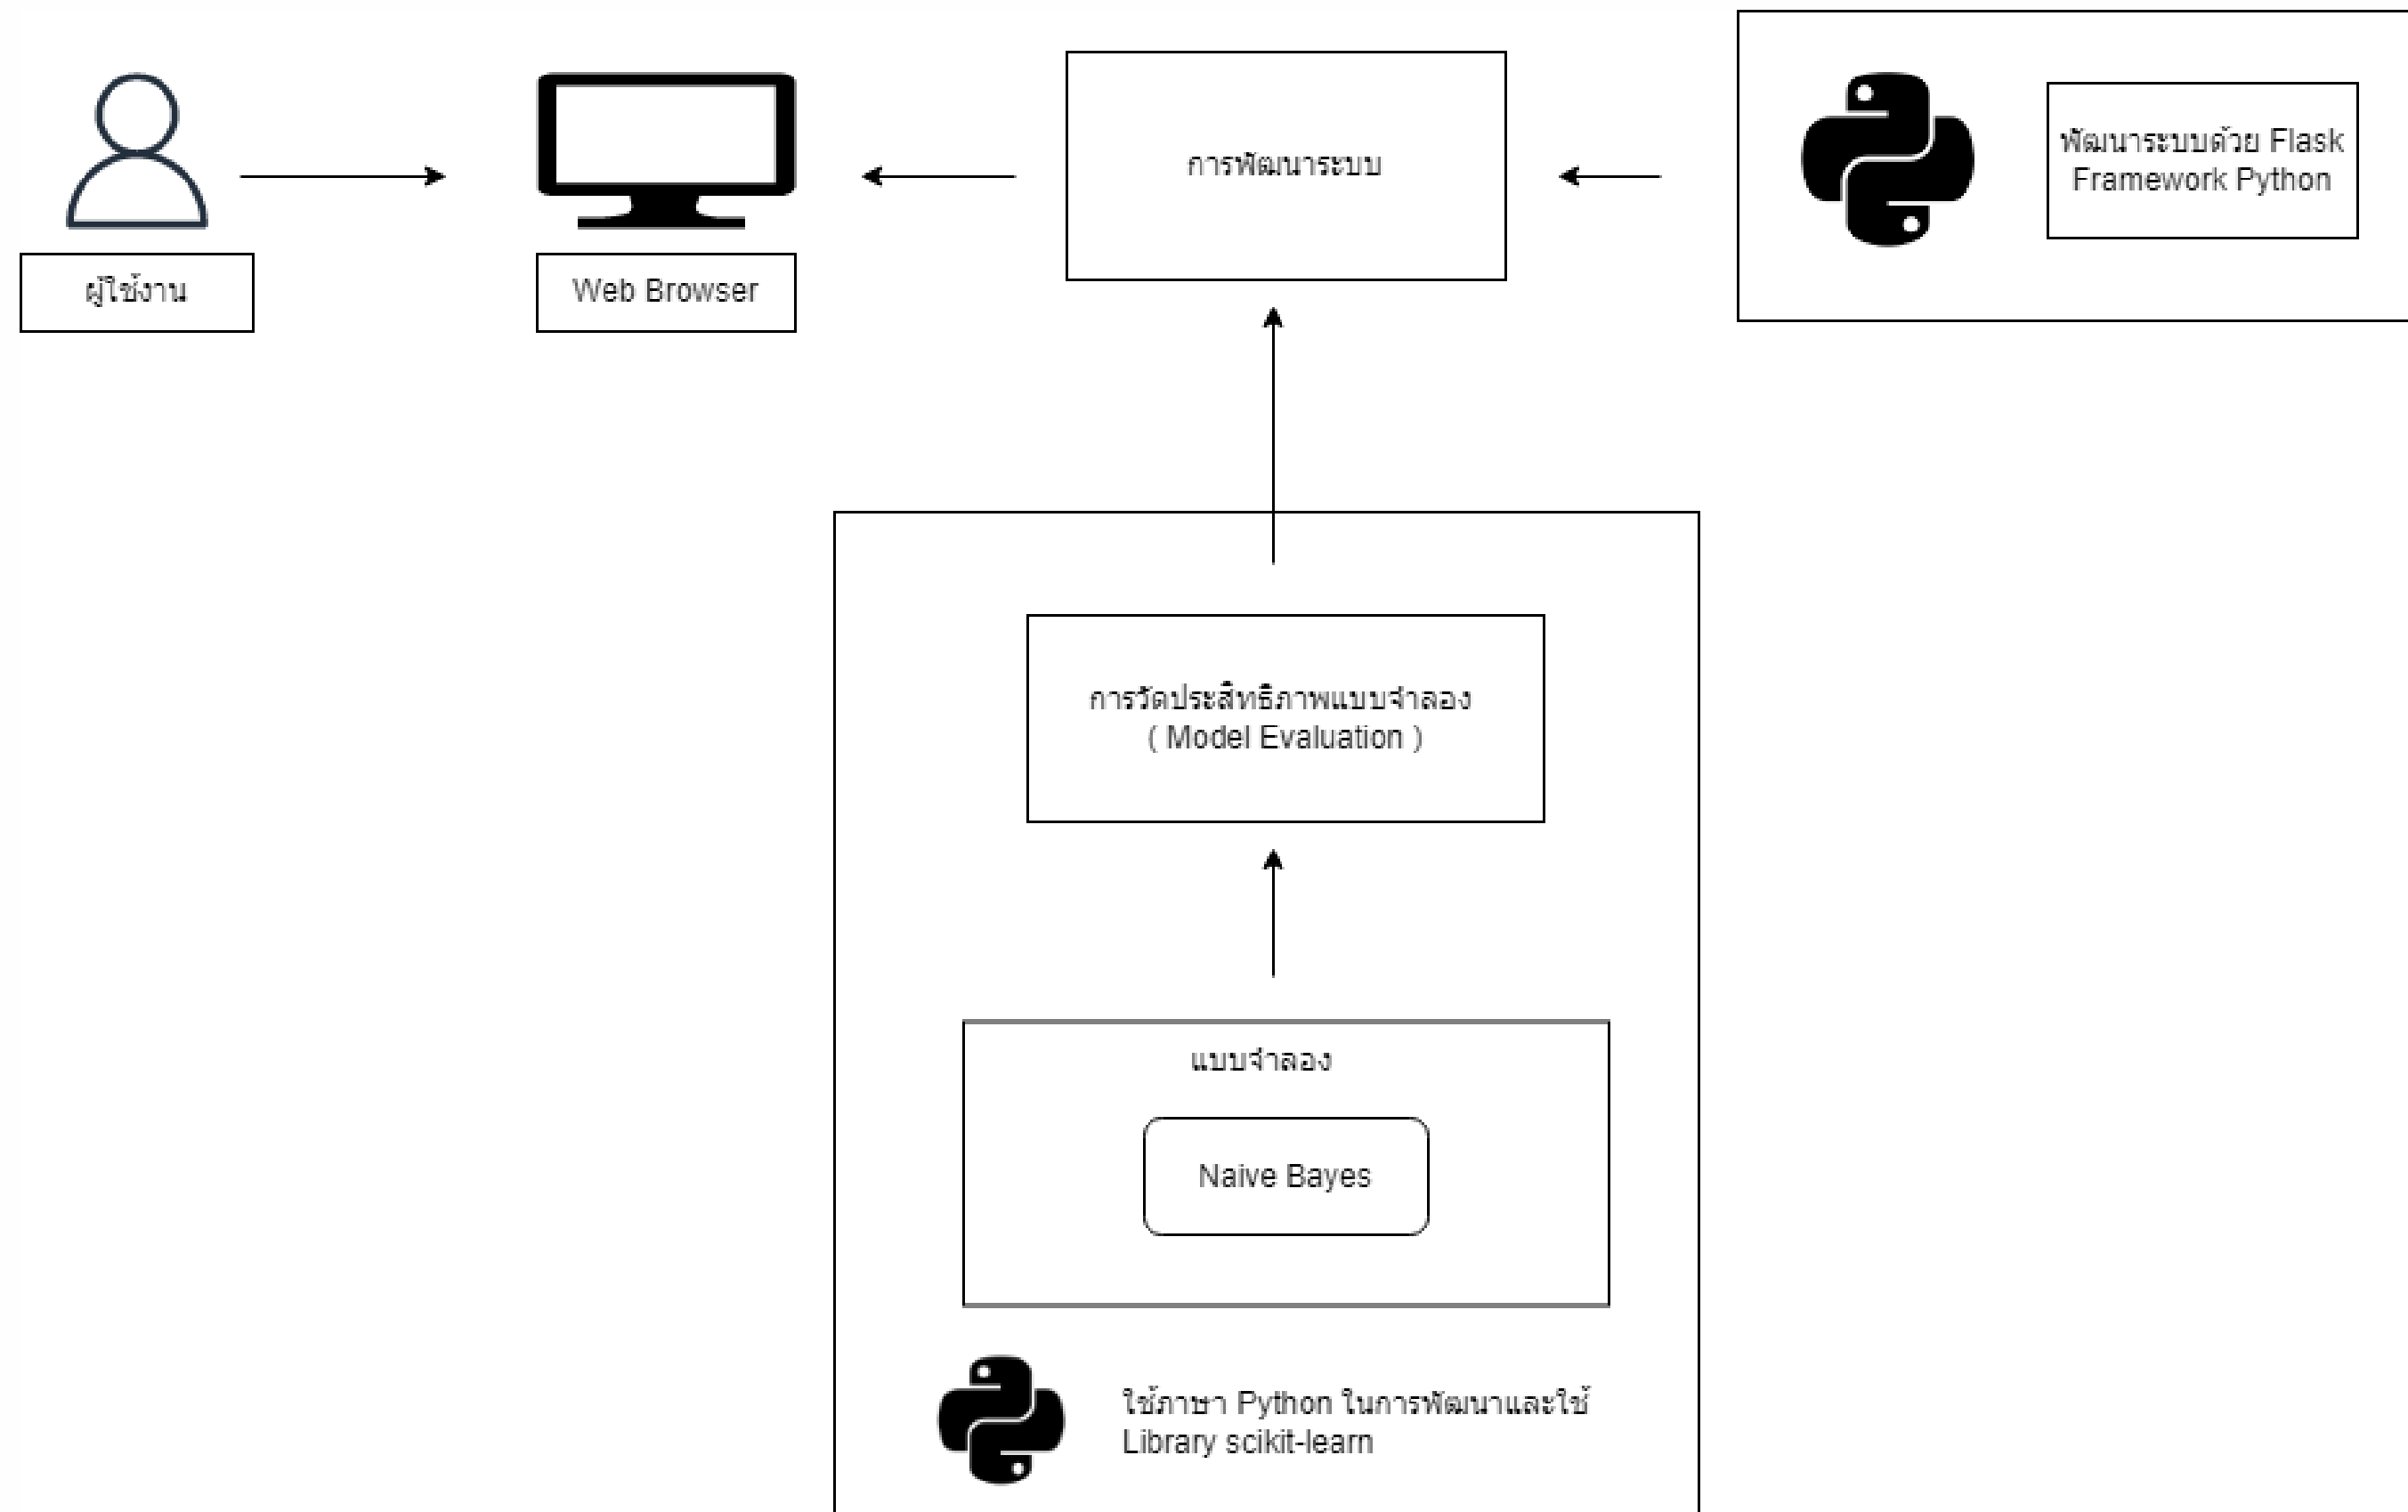 ผู้ใช้งาน
Web Browser
การพัฒนาระบบ
พัฒนาระบบด้วย Flask
Framework Python
การวัดประสิทธิภาพแบบจำลอง
( Model Evaluation )
แบบจำลอง
Naive Bayes
ใช้ภาษา Python ในการพัฒนาและใช้
Library scikit-learn